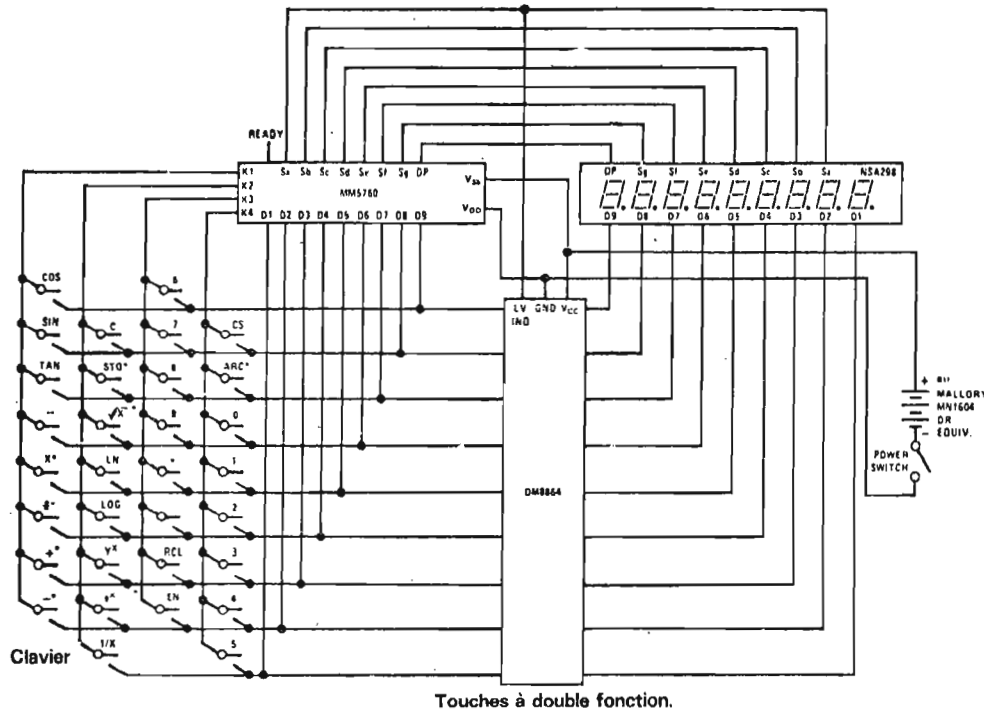 READY
K1 Sa Sb Sc Sd Se Sf Sg DP
K2
MM5760
VSS
K3
VDD
K4
D1 D2 D3 D4 D5 D6 D7 D8 D9
DP Sg Sf Se Sd Sc Sb Sa NSA298
D9 D8 D7 D6 D5 D4 D3 D2 D1
COS 6
SIN C 7 CS
TAN STO* 8 ARC*
√X* 0
X* LN 1
LOG 2
+* YX RCL 3
-* EN 4
1/X 5
LV GND VCC
IND
DM8864
+
MALLORY
MN1604
OR
- EQUIV.
POWER
SWITCH
Clavier
Touches à double fonction.